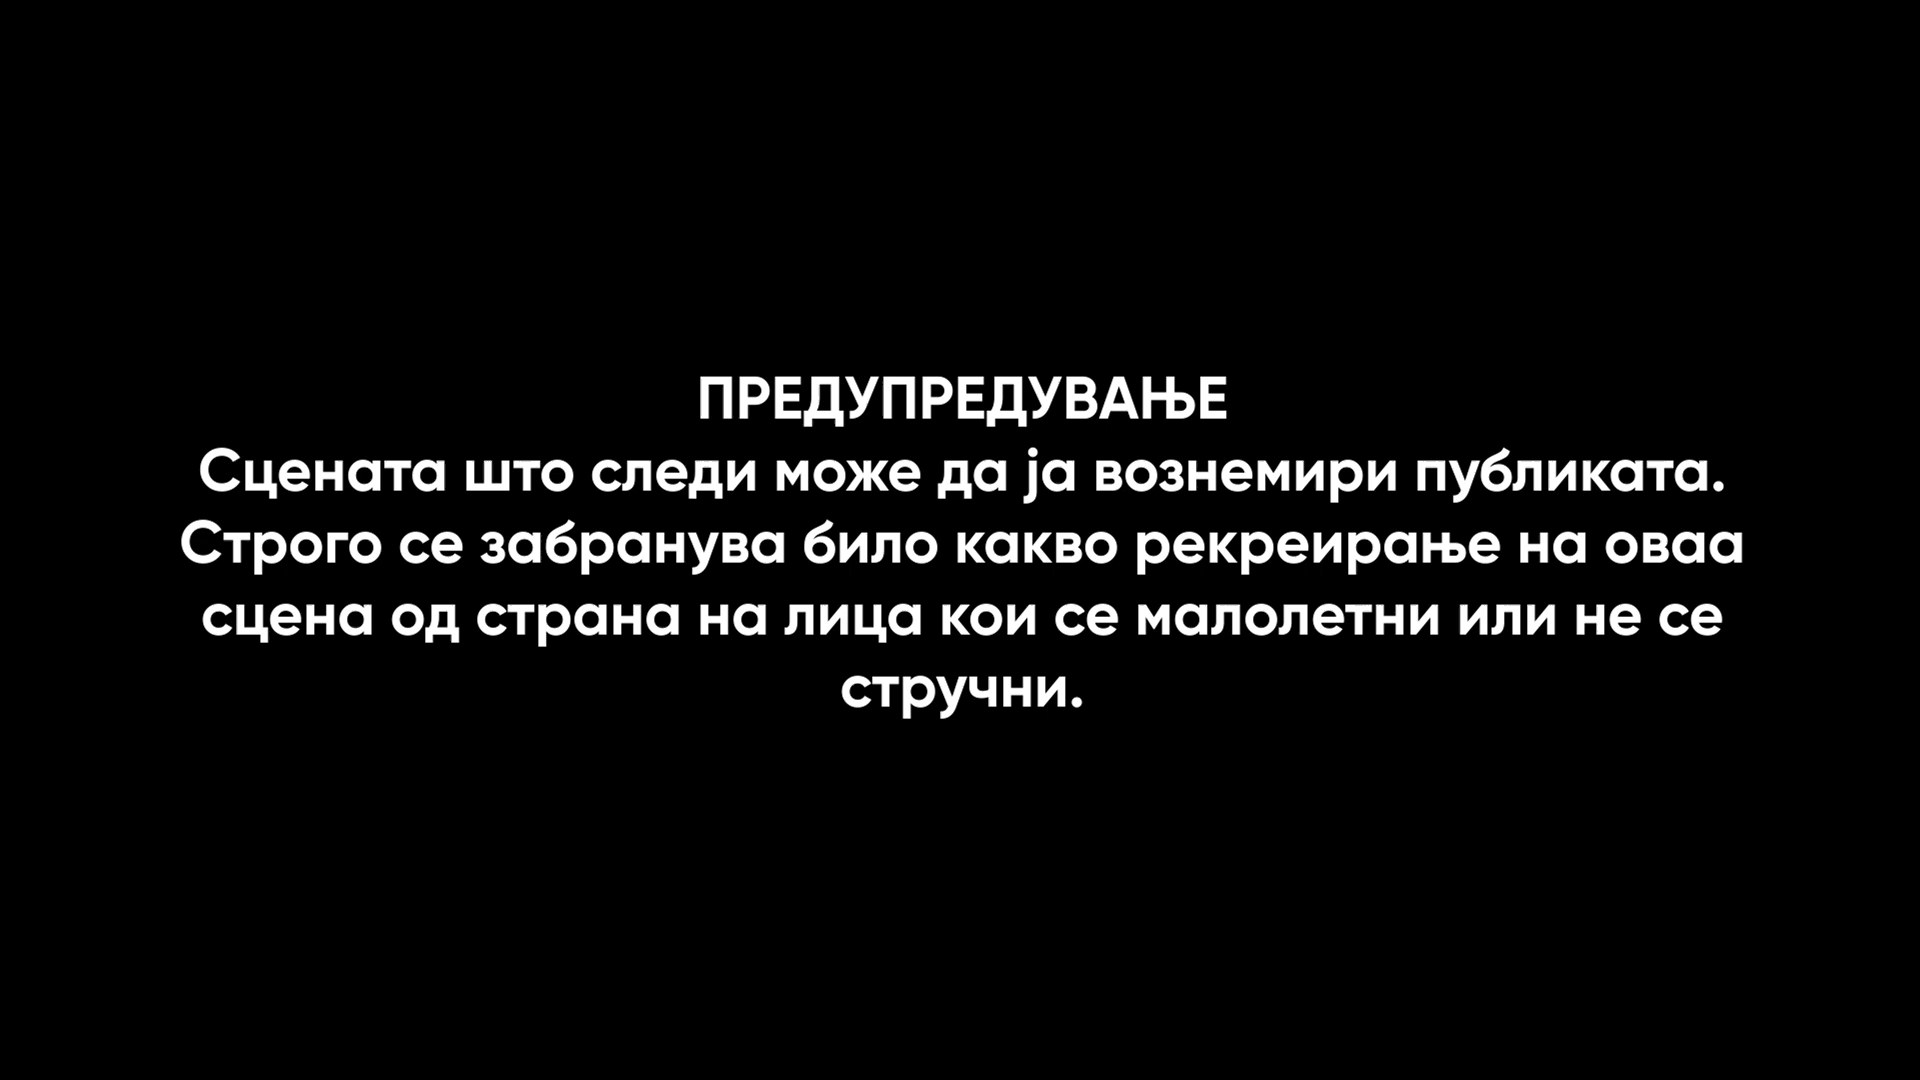 ПРЕДУПРЕДУВАЊЕ
Сцената што следи може да ја вознемири публиката.
Строго се забранува било какво рекреирање на оваа
сцена од страна на лица кои се малолетни или не се
стручни.